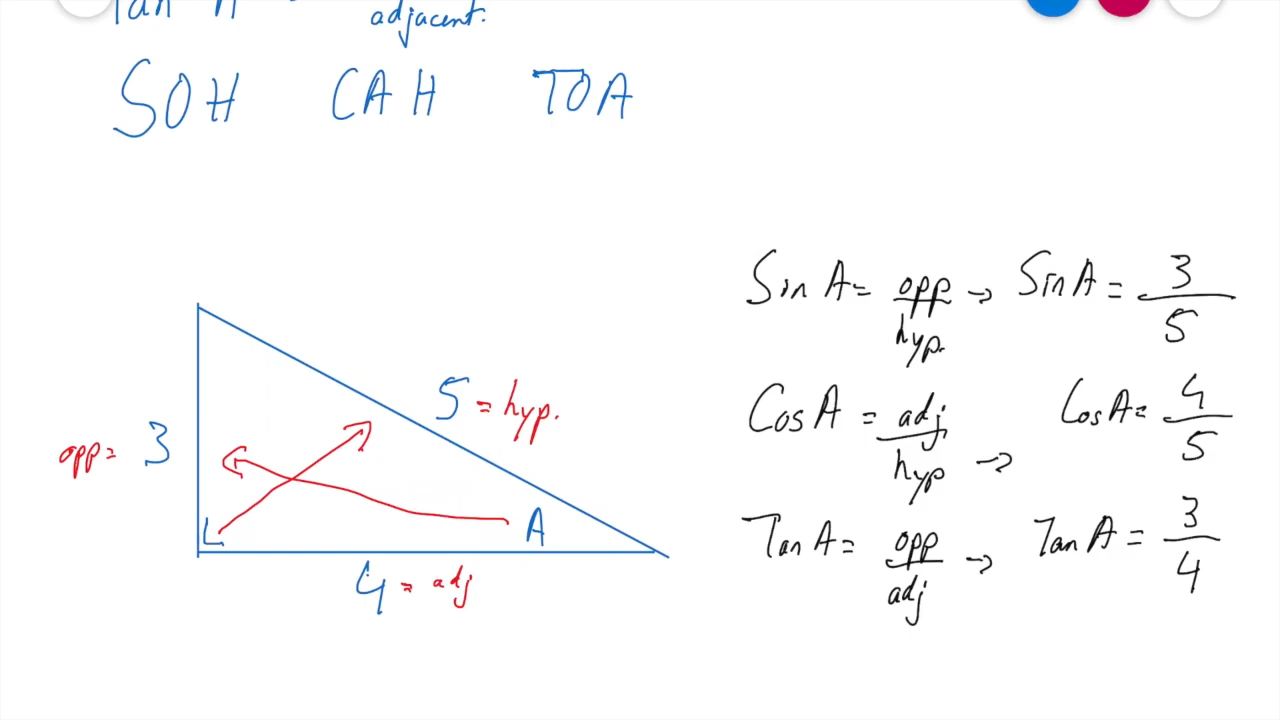 Tan A
adjacent.
SOH CAH TOA
Sin A = opp/hyp. → Sin A = 3/5
5 = hyp.
Cos A = adj/hyp → Cos A = 4/5
opp = 3
A
Tan A = opp/adj → Tan A = 3/4
4 = adj